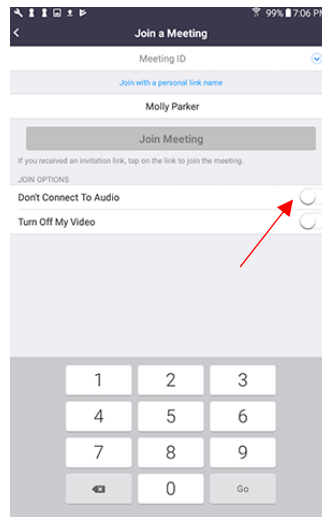 99% 7:06 PM
Join a Meeting
Meeting ID
Join with a personal link name
Molly Parker
Join Meeting
If you received an invitation link, tap on the link to join the meeting.
JOIN OPTIONS
Don't Connect To Audio
Turn Off My Video
1 2 3
4 5 6
7 8 9
0 Go